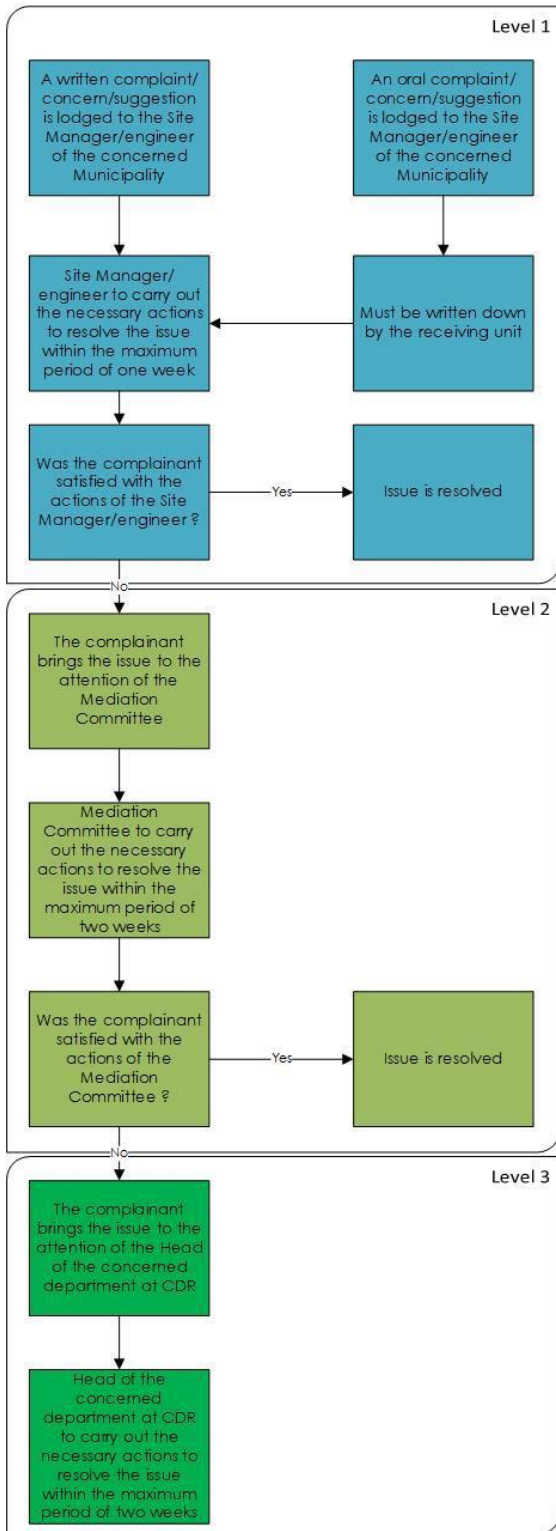 Level 1
A written complaint/
concern/suggestion
is lodged to the Site
Manager/engineer
of the concerned
Municipality
An oral complaint/
concern/suggestion
is lodged to the Site
Manager/engineer
of the concerned
Municipality
Site Manager/
engineer to carry out
the necessary actions
to resolve the issue
within the maximum
period of one week
Must be written down
by the receiving unit
Was the complainant
satisfied with the
actions of the Site
Manager/engineer ?
Yes
Issue is resolved
No
Level 2
The complainant
brings the issue to the
attention of the
Mediation
Committee
Mediation
Committee to carry
out the necessary
actions to resolve the
issue within the
maximum period of
two weeks
Was the complainant
satisfied with the
actions of the
Mediation
Committee ?
Yes
Issue is resolved
No
Level 3
The complainant
brings the issue to the
attention of the Head
of the concerned
department at CDR
Head of the
concerned
department at CDR
to carry out the
necessary actions to
resolve the issue
within the maximum
period of two weeks